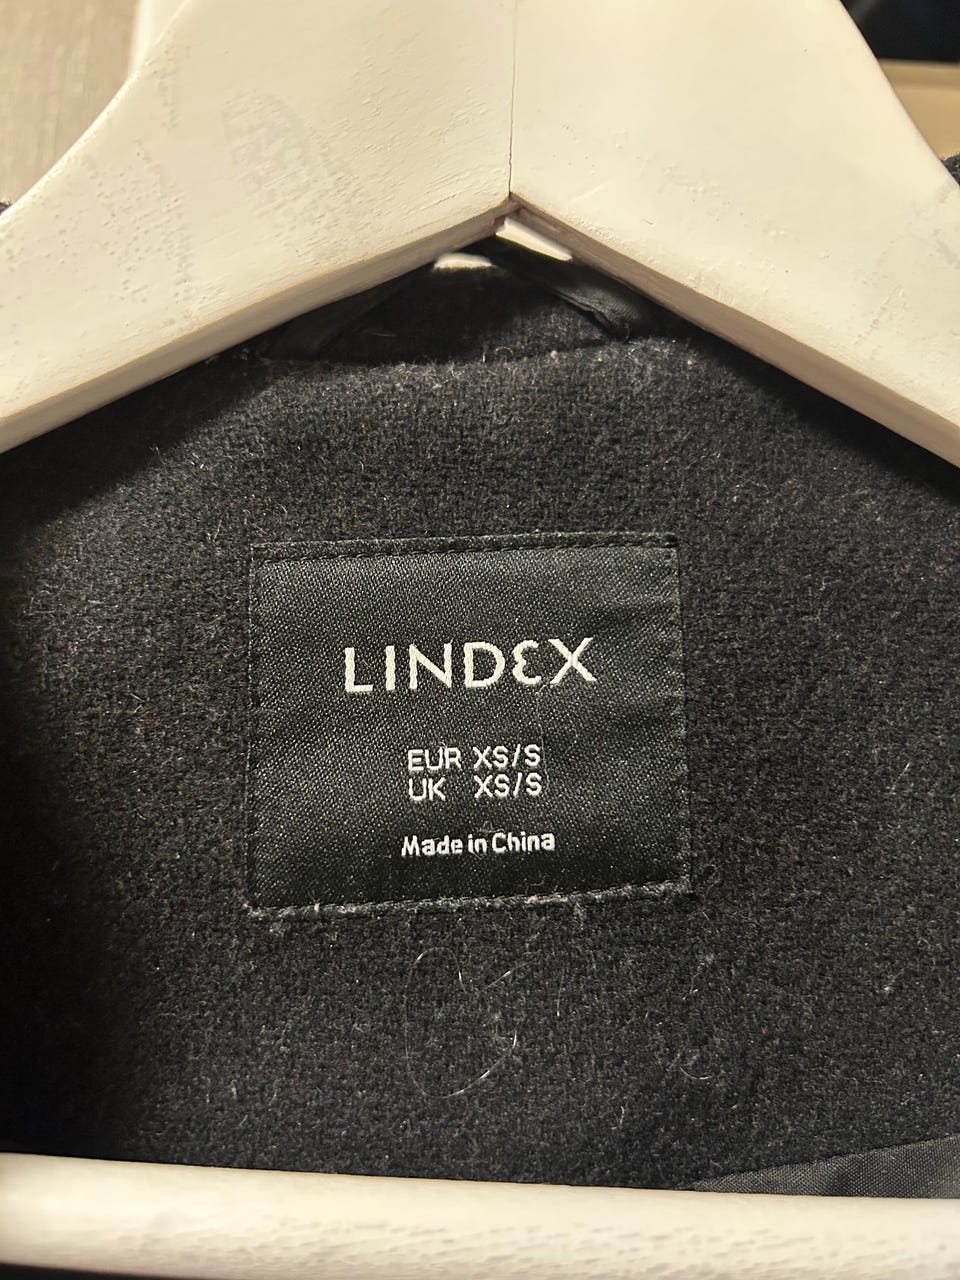 LINDEX
EUR XS/S
UK XS/S
Made in China